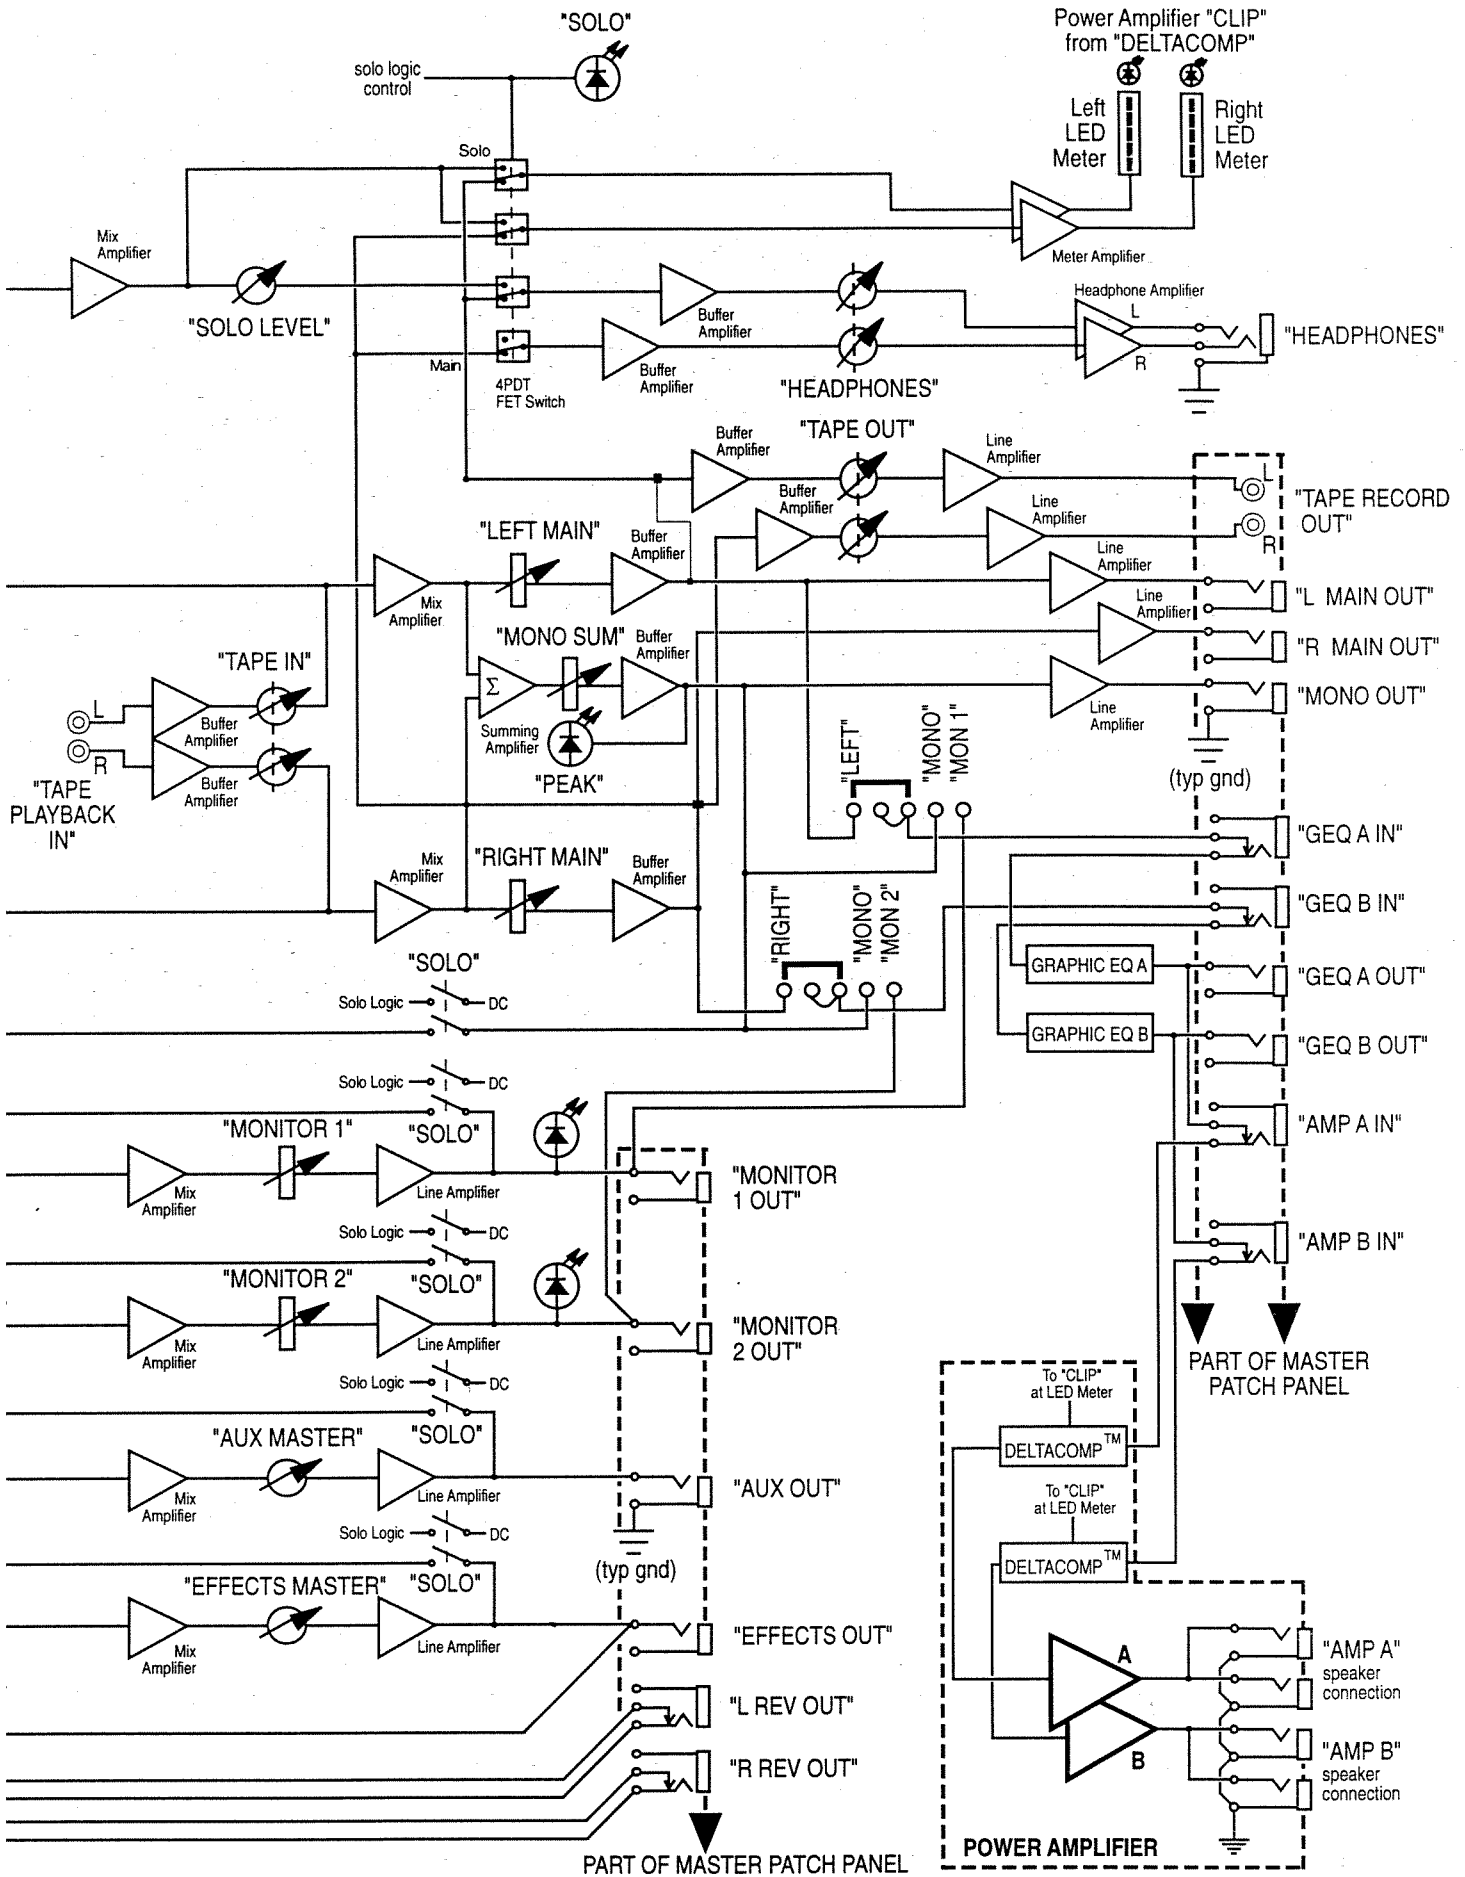 "SOLO"
solo logic
control
Power Amplifier "CLIP"
from "DELTACOMP"
Left
LED
Meter
Right
LED
Meter
Solo
Mix
Amplifier
"SOLO LEVEL"
Meter Amplifier
Buffer
Amplifier
Headphone Amplifier
L
R
"HEADPHONES"
Main
4PDT
FET Switch
Buffer
Amplifier
"HEADPHONES"
Buffer
Amplifier
"TAPE OUT"
Line
Amplifier
L
"TAPE RECORD
OUT"
R
Buffer
Amplifier
Line
Amplifier
"LEFT MAIN"
Buffer
Amplifier
Mix
Amplifier
Line
Amplifier
"L MAIN OUT"
Line
Amplifier
"R MAIN OUT"
"MONO SUM"
Buffer
Amplifier
Σ
Summing
Amplifier
"PEAK"
Line
Amplifier
"MONO OUT"
(typ gnd)
"TAPE IN"
L
R
Buffer
Amplifier
Buffer
Amplifier
"TAPE
PLAYBACK
IN"
"LEFT"
"MONO"
"MON 1"
"GEQ A IN"
Mix
Amplifier
"RIGHT MAIN"
Buffer
Amplifier
"RIGHT"
"MONO"
"MON 2"
"GEQ B IN"
GRAPHIC EQ A
"GEQ A OUT"
GRAPHIC EQ B
"GEQ B OUT"
"AMP A IN"
"AMP B IN"
PART OF MASTER
PATCH PANEL
"SOLO"
Solo Logic
DC
Solo Logic
DC
"SOLO"
"MONITOR 1"
Mix
Amplifier
Line Amplifier
"MONITOR
1 OUT"
Solo Logic
DC
"SOLO"
"MONITOR 2"
Mix
Amplifier
Line Amplifier
"MONITOR
2 OUT"
Solo Logic
DC
"SOLO"
"AUX MASTER"
Mix
Amplifier
Line Amplifier
"AUX OUT"
(typ gnd)
Solo Logic
DC
"SOLO"
"EFFECTS MASTER"
Mix
Amplifier
Line Amplifier
"EFFECTS OUT"
"L REV OUT"
"R REV OUT"
PART OF MASTER PATCH PANEL
To "CLIP"
at LED Meter
DELTACOMP TM
To "CLIP"
at LED Meter
DELTACOMP TM
A
B
"AMP A"
speaker
connection
"AMP B"
speaker
connection
POWER AMPLIFIER